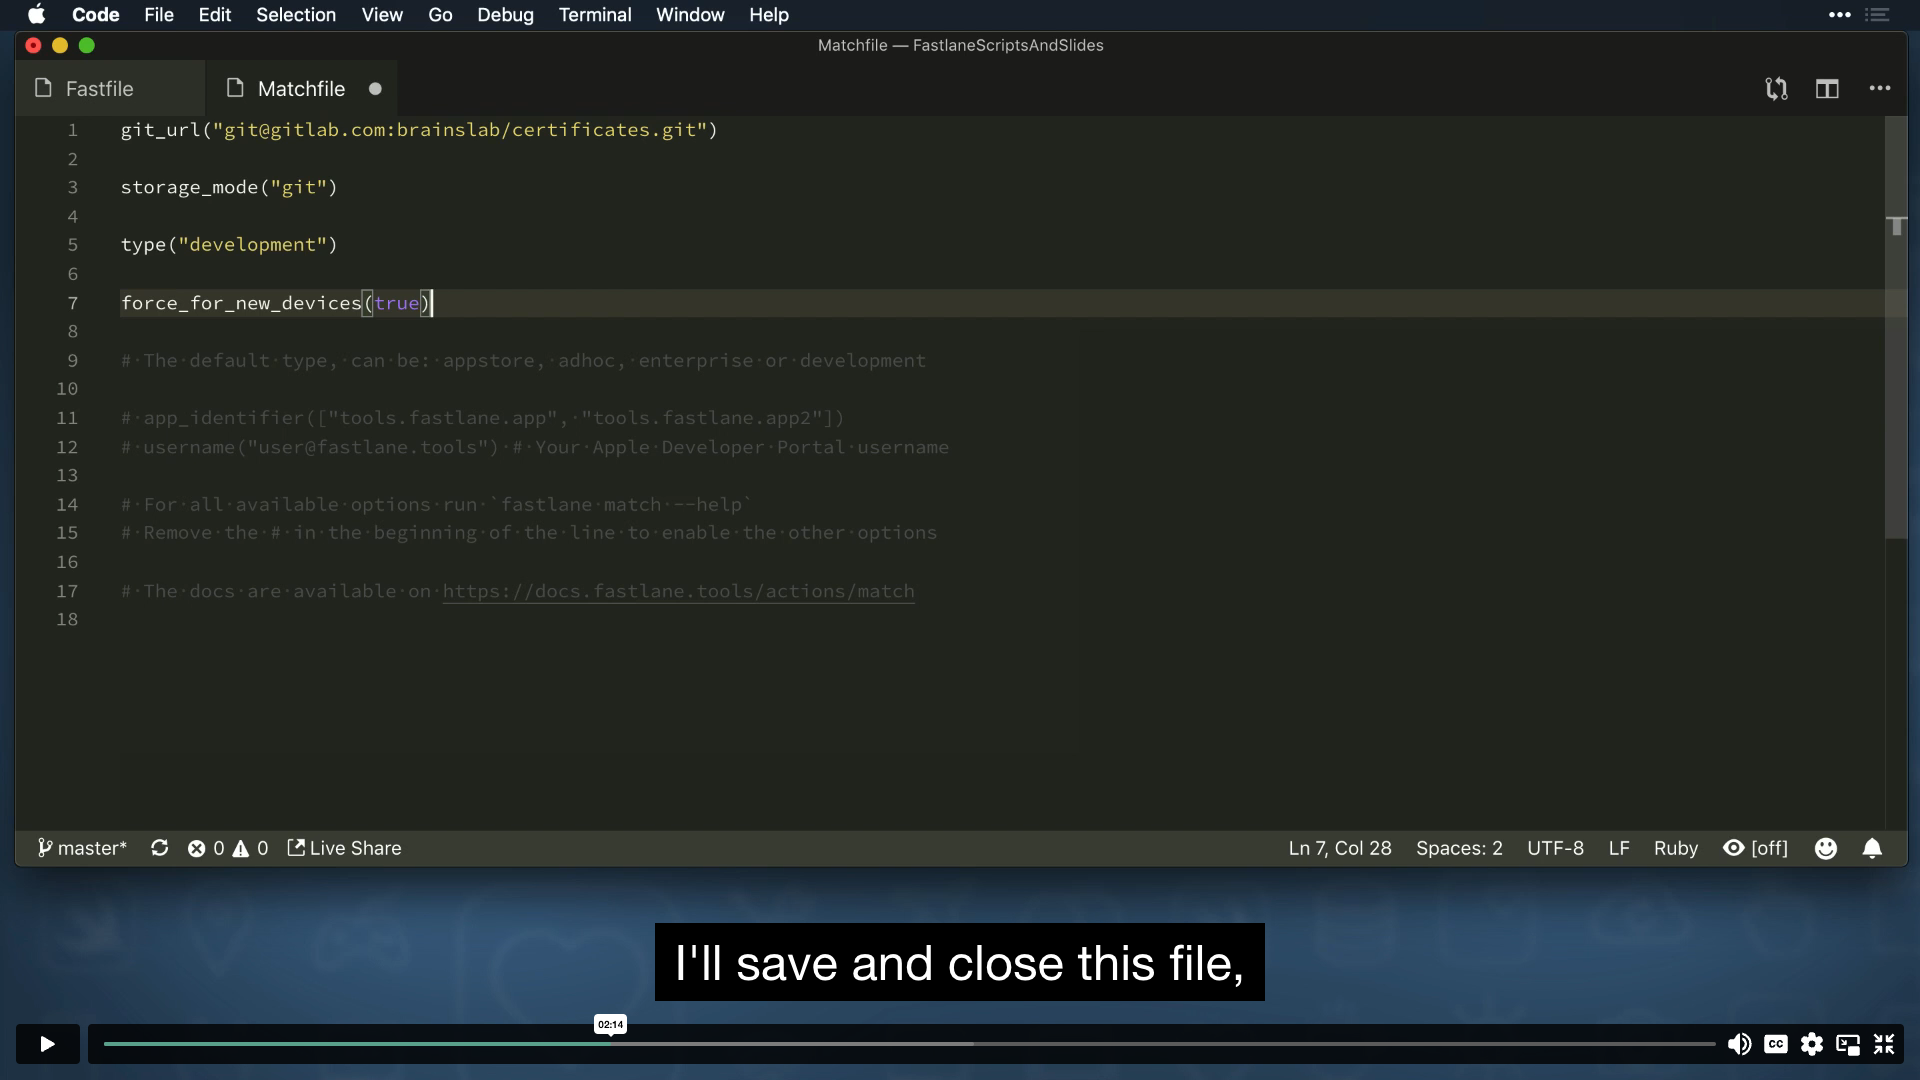 Code File Edit Selection View Go Debug Terminal Window Help
Matchfile — FastlaneScriptsAndSlides
Fastfile Matchfile
1 git_url("git@gitlab.com:brainslab/certificates.git")
2
3 storage_mode("git")
4
5 type("development")
6
7 force_for_new_devices(true)
8
9 # The default type, can be: appstore, adhoc, enterprise or development
10
11 # app_identifier(["tools.fastlane.app", "tools.fastlane.app2"])
12 # username("user@fastlane.tools") # Your Apple Developer Portal username
13
14 # For all available options run `fastlane match --help`
15 # Remove the # in the beginning of the line to enable the other options
16
17 # The docs are available on https://docs.fastlane.tools/actions/match
18
master* 0 0 Live Share Ln 7, Col 28 Spaces: 2 UTF-8 LF Ruby [off]
I'll save and close this file,
02:14
CC